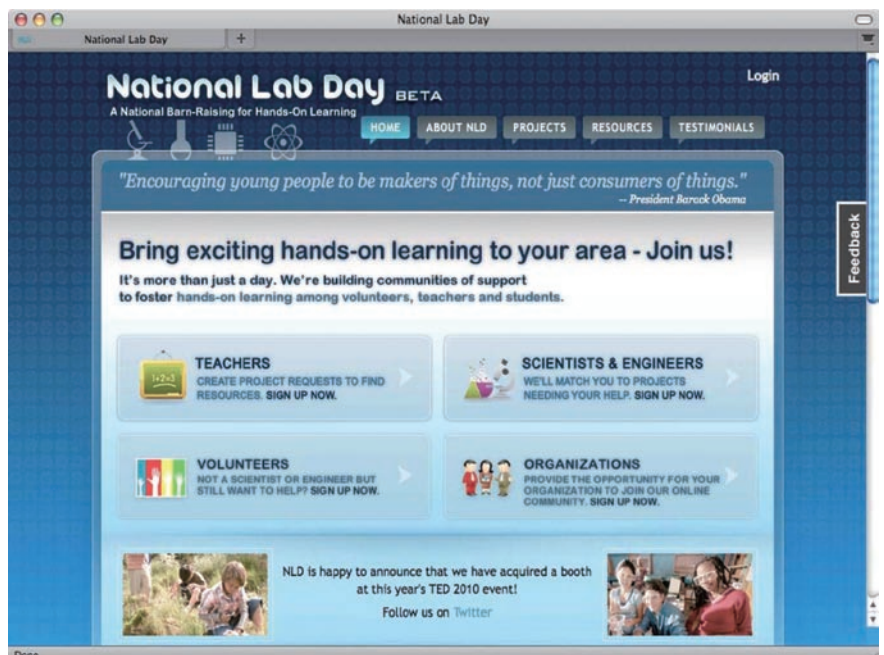 National Lab Day
National Lab Day +
Login
National Lab Day BETA
A National Barn-Raising for Hands-On Learning
HOME ABOUT NLD PROJECTS RESOURCES TESTIMONIALS
"Encouraging young people to be makers of things, not just consumers of things."
-- President Barack Obama
Feedback
Bring exciting hands-on learning to your area - Join us!
It's more than just a day. We're building communities of support
to foster hands-on learning among volunteers, teachers and students.
1+2=3
TEACHERS
CREATE PROJECT REQUESTS TO FIND
RESOURCES. SIGN UP NOW.
SCIENTISTS & ENGINEERS
WE'LL MATCH YOU TO PROJECTS
NEEDING YOUR HELP. SIGN UP NOW.
VOLUNTEERS
NOT A SCIENTIST OR ENGINEER BUT
STILL WANT TO HELP? SIGN UP NOW.
ORGANIZATIONS
PROVIDE THE OPPORTUNITY FOR YOUR
ORGANIZATION TO JOIN OUR ONLINE
COMMUNITY. SIGN UP NOW.
NLD is happy to announce that we have acquired a booth
at this year's TED 2010 event!
Follow us on Twitter
Done